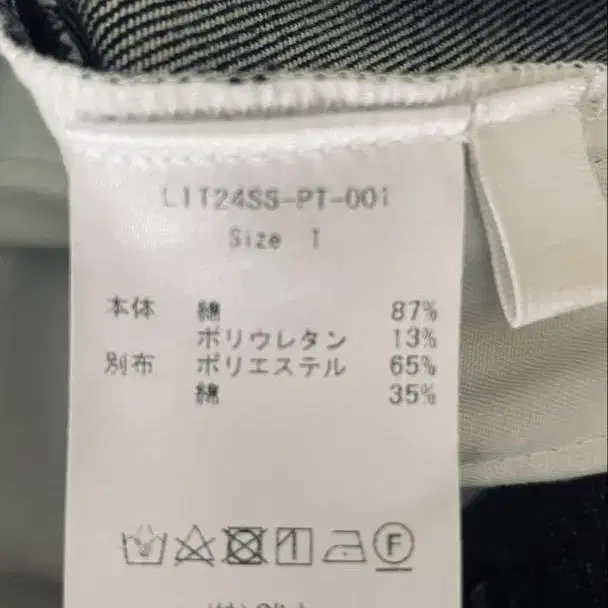 L1T24SS-PT-001
Size 1
本体 綿 87%
ポリウレタン 13%
別布 ポリエステル 65%
綿 35%
F